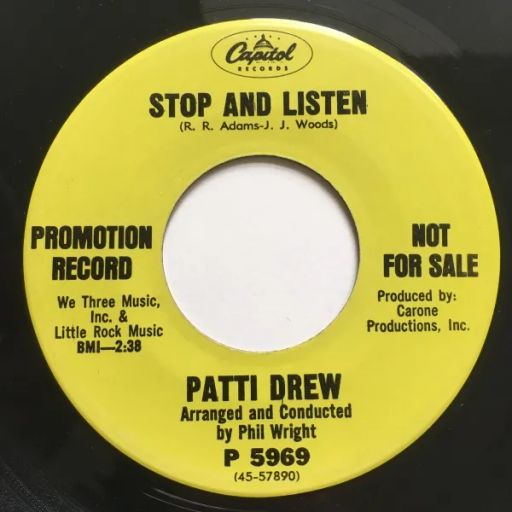 Capitol
RECORDS
STOP AND LISTEN
(R. R. Adams-J. J. Woods)
PROMOTION
RECORD
We Three Music,
Inc. &
Little Rock Music
BMI—2:38
NOT
FOR SALE
Produced by:
Carone
Productions, Inc.
PATTI DREW
Arranged and Conducted
by Phil Wright
P 5969
(45-57890)